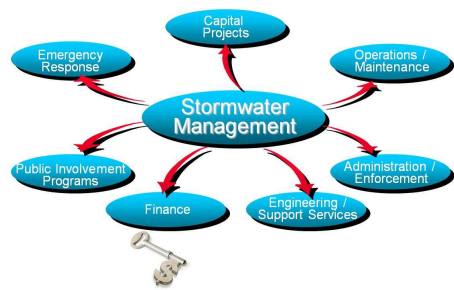 Capital
Projects
Emergency
Response
Operations /
Maintenance
Stormwater
Management
Public Involvement
Programs
Administration /
Enforcement
Finance
Engineering /
Support Services
$